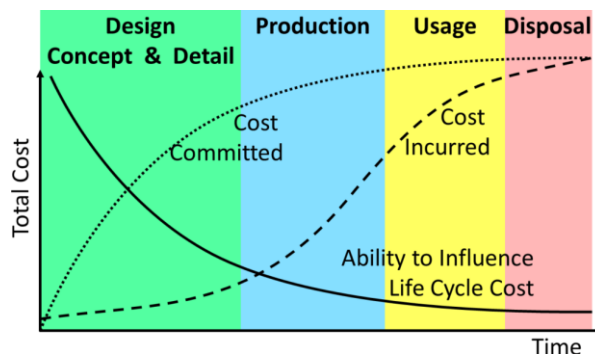 Design
Concept & Detail
Production
Usage
Disposal
Total Cost
Cost
Committed
Cost
Incurred
Ability to Influence
Life Cycle Cost
Time